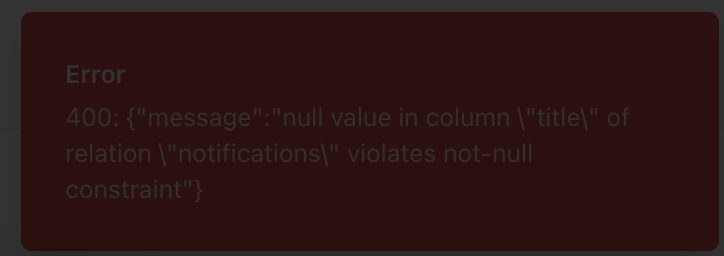 Error
400: {"message":"null value in column \"title\" of
relation \"notifications\" violates not-null
constraint"}